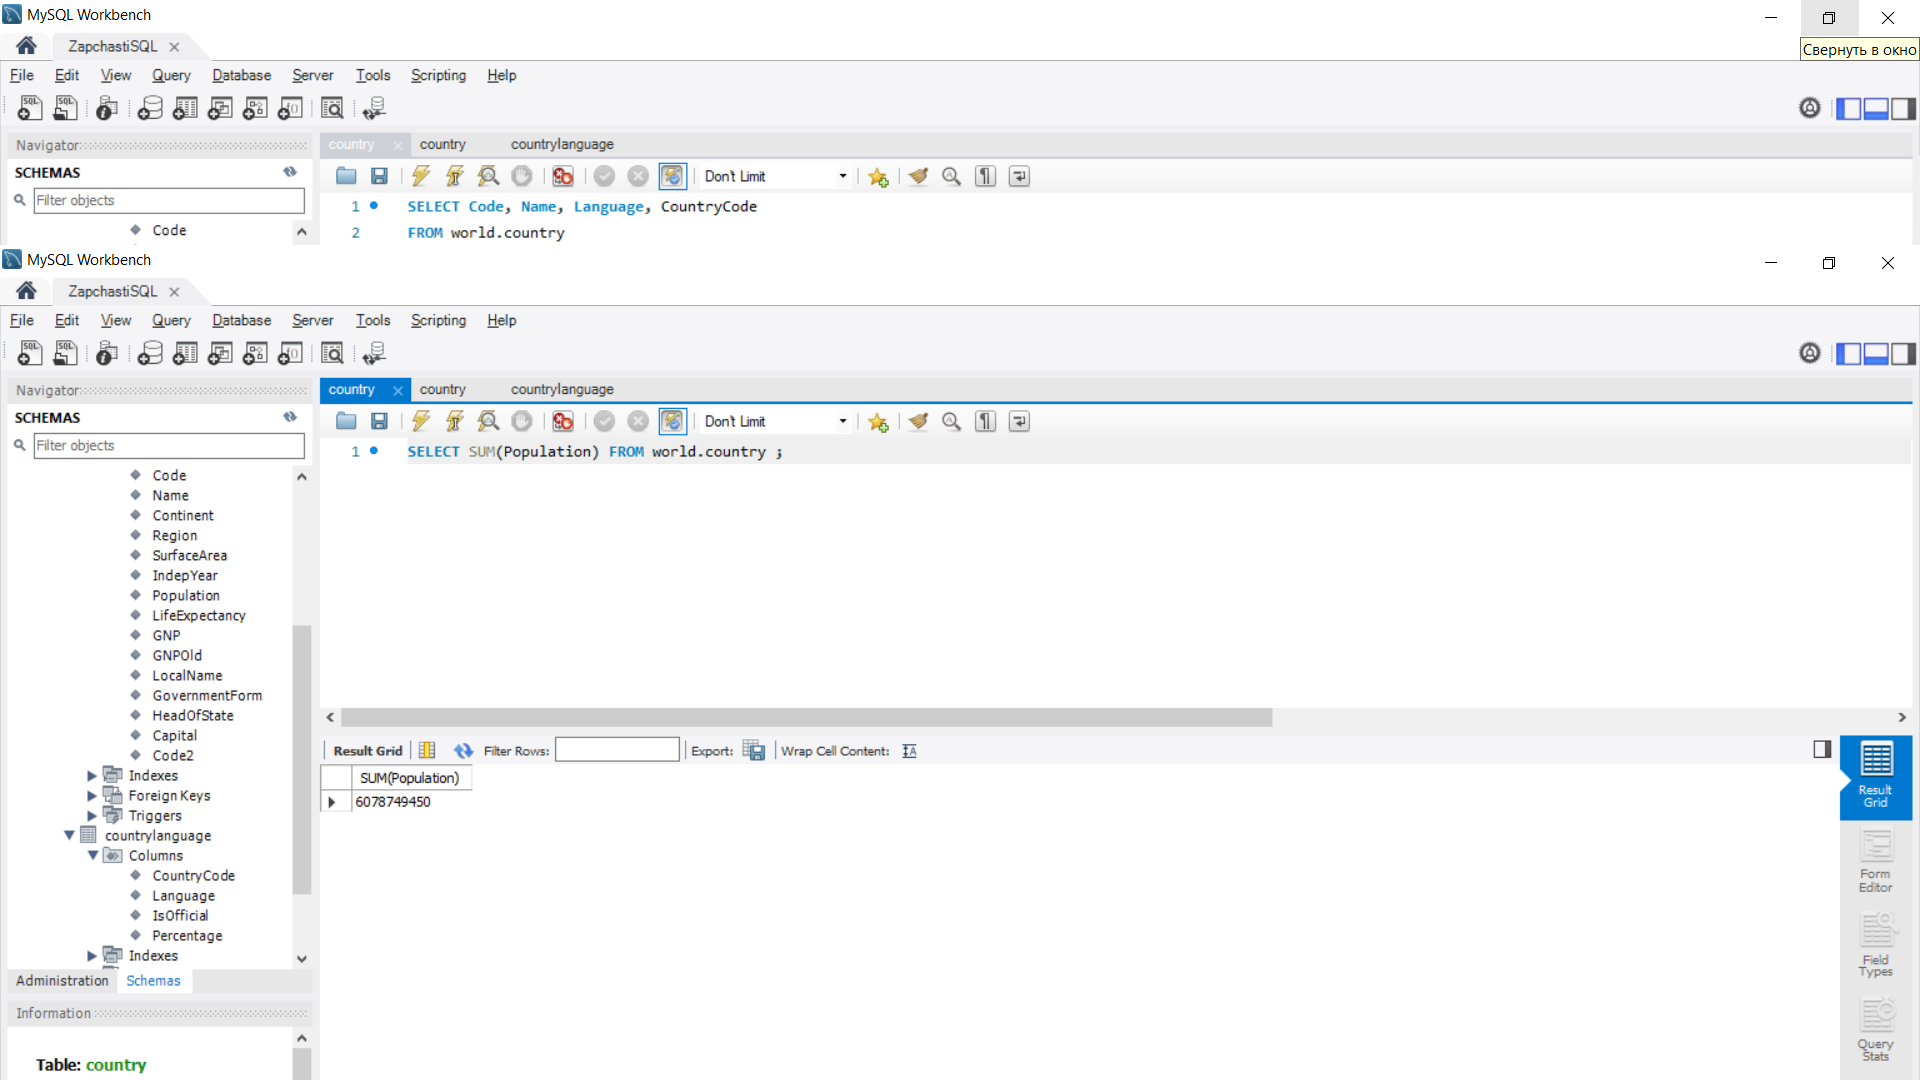 MySQL Workbench
ZapchastiSQL
Свернуть в окно
File Edit View Query Database Server Tools Scripting Help
Navigator
country country countrylanguage
SCHEMAS
Don't Limit
Filter objects
1 SELECT Code, Name, Language, CountryCode
Code
2 FROM world.country
MySQL Workbench
ZapchastiSQL
File Edit View Query Database Server Tools Scripting Help
Navigator
country country countrylanguage
SCHEMAS
Don't Limit
Filter objects
1 SELECT SUM(Population) FROM world.country ;
Code
Name
Continent
Region
SurfaceArea
IndepYear
Population
LifeExpectancy
GNP
GNPOld
LocalName
GovernmentForm
HeadOfState
Capital
Code2
Indexes
Foreign Keys
Triggers
countrylanguage
Columns
CountryCode
Language
IsOfficial
Percentage
Indexes
Administration Schemas
Information
Table: country
Result Grid Filter Rows: Export: Wrap Cell Content:
SUM(Population)
6078749450
Result
Grid
Form
Editor
Field
Types
Query
Stats